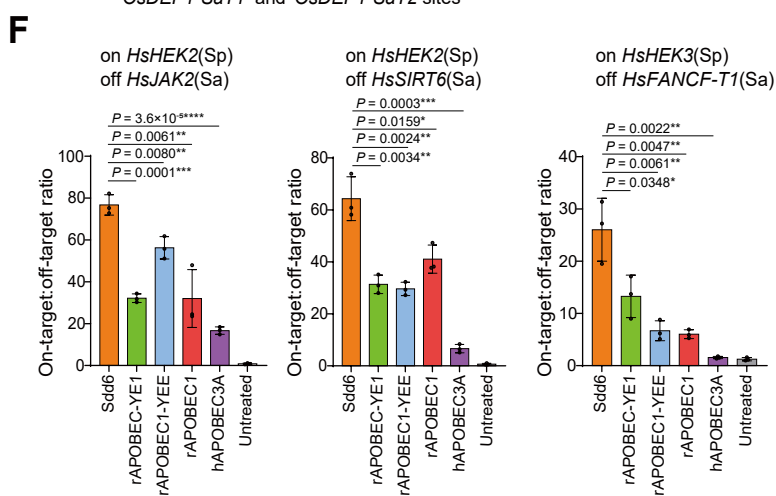 F
on HsHEK2(Sp)
off HsJAK2(Sa)
P = 3.6×10⁻⁵****
P = 0.0061**
P = 0.0080**
P = 0.0001***
On-target:off-target ratio
100
80
60
40
20
0
Sdd6
rAPOBEC-YE1
rAPOBEC1-YEE
rAPOBEC1
hAPOBEC3A
Untreated
on HsHEK2(Sp)
off HsSIRT6(Sa)
P = 0.0003***
P = 0.0159*
P = 0.0024**
P = 0.0034**
On-target:off-target ratio
80
60
40
20
0
Sdd6
rAPOBEC-YE1
rAPOBEC1-YEE
rAPOBEC1
hAPOBEC3A
Untreated
on HsHEK3(Sp)
off HsFANCF-T1(Sa)
P = 0.0022**
P = 0.0047**
P = 0.0061**
P = 0.0348*
On-target:off-target ratio
40
30
20
10
0
Sdd6
rAPOBEC-YE1
rAPOBEC1-YEE
rAPOBEC1
hAPOBEC3A
Untreated